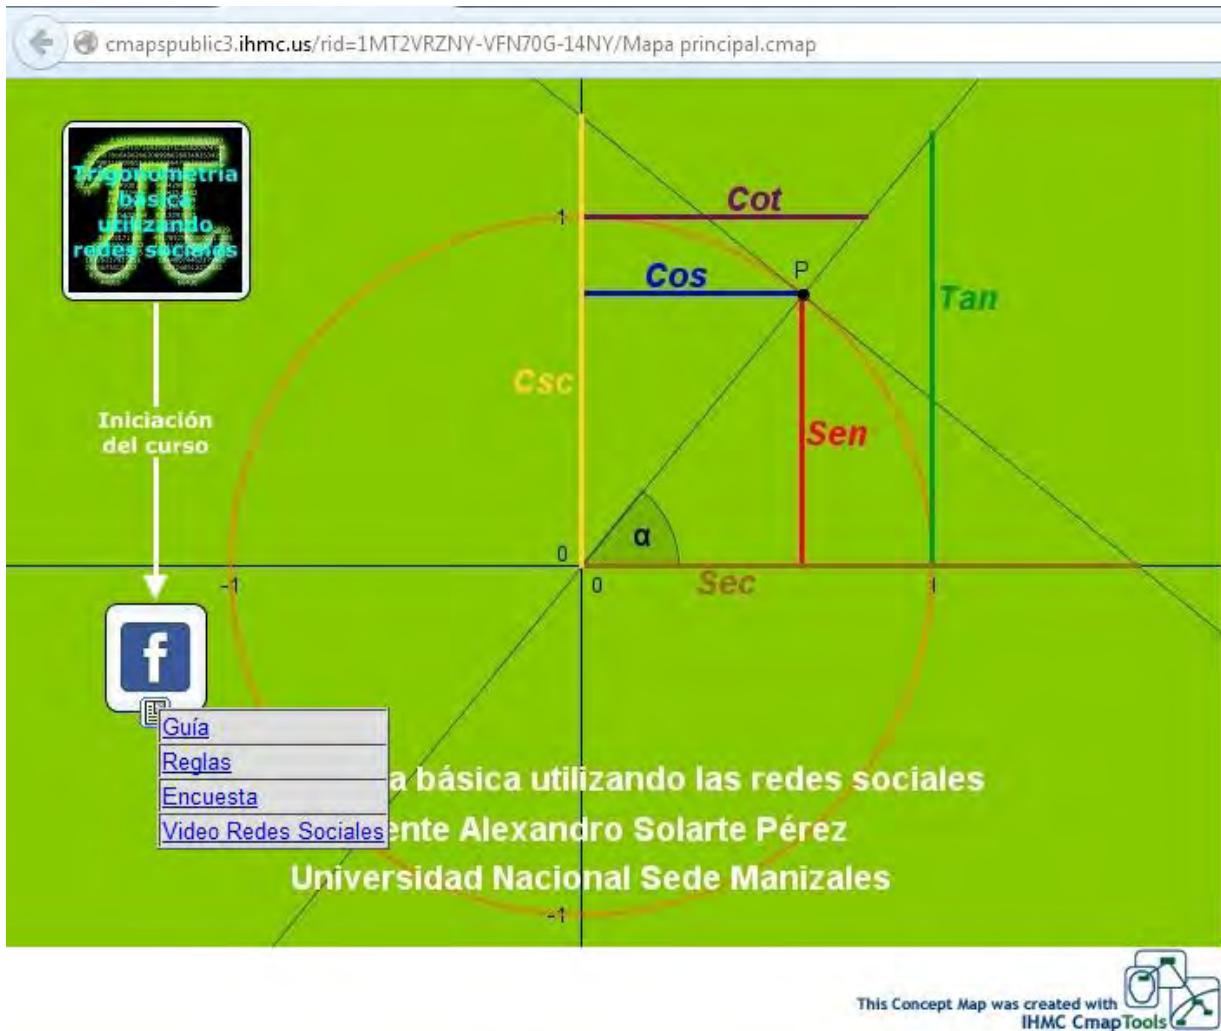 cmapspublic3.ihmc.us/rid=1MT2VRZNY-VFN70G-14NY/Mapa principal.cmap
Trigonometría
básica
utilizando
redes sociales
Iniciación
del curso
f
Guía
Reglas
Encuesta
Video Redes Sociales
Cot
1
Cos
P
Tan
Csc
Sen
α
0
-1
0
Sec
1
a básica utilizando las redes sociales
ente Alexandro Solarte Pérez
Universidad Nacional Sede Manizales
-1
This Concept Map was created with
IHMC CmapTools